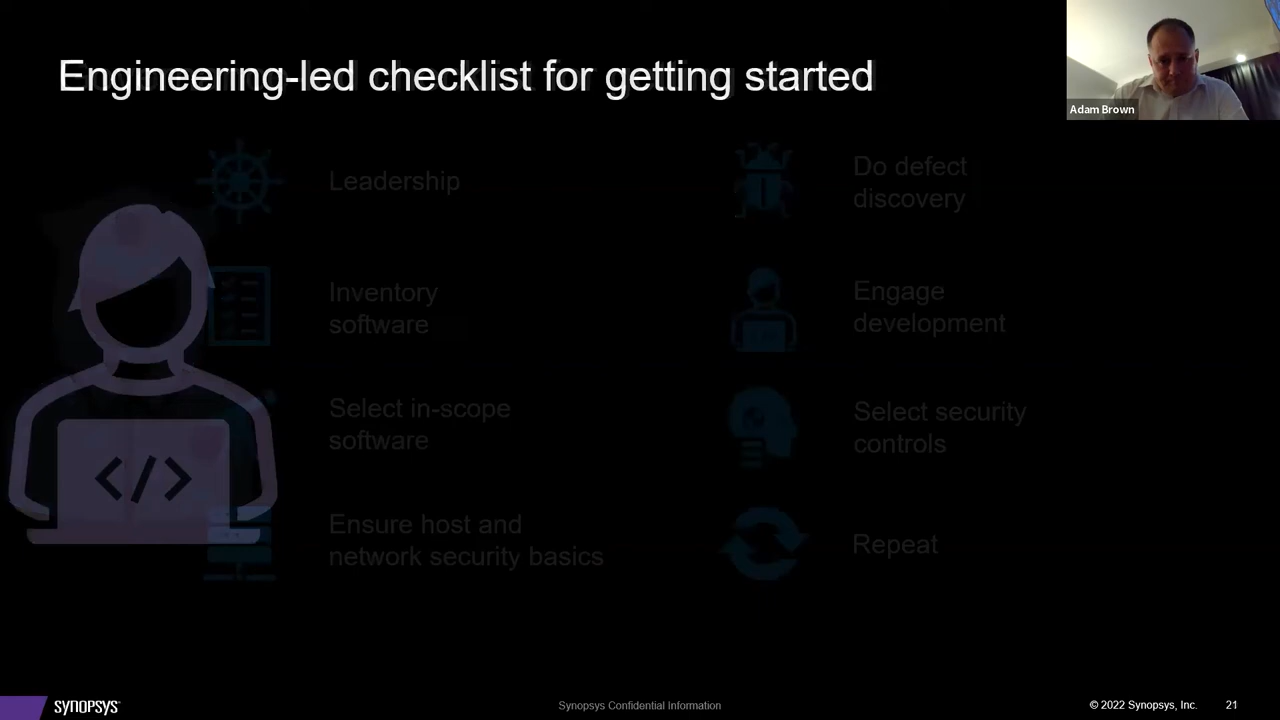 Engineering-led checklist for getting started
Adam Brown
Leadership
Inventory
software
Select in-scope
software
Ensure host and
network security basics
Do defect
discovery
Engage
development
Select security
controls
Repeat
</>
SYNOPSYS
Synopsys Confidential Information
© 2022 Synopsys, Inc.
21